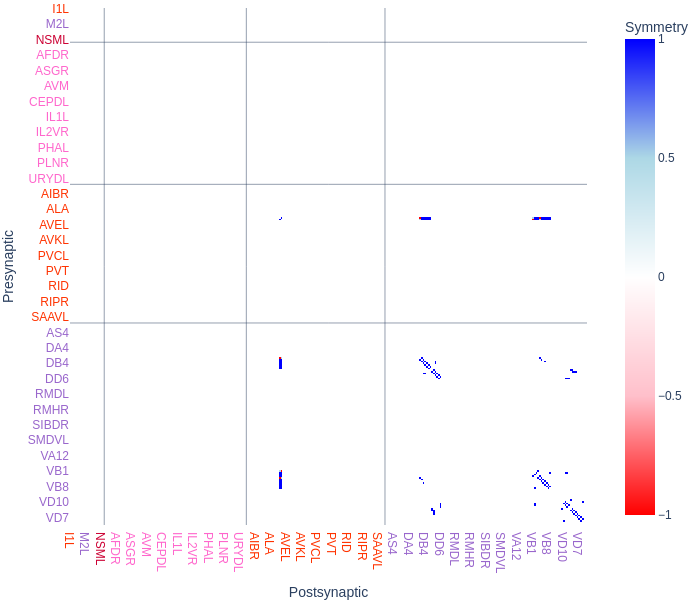 Symmetry
1
0.5
0
−0.5
−1
Presynaptic
I1L
M2L
NSML
AFDR
ASGR
AVM
CEPDL
IL1L
IL2VR
PHAL
PLNR
URYDL
AIBR
ALA
AVEL
AVKL
PVCL
PVT
RID
RIPR
SAAVL
AS4
DA4
DB4
DD6
RMDL
RMHR
SIBDR
SMDVL
VA12
VB1
VB8
VD10
VD7
I1L
M2L
NSML
AFDR
ASGR
AVM
CEPDL
IL1L
IL2VR
PHAL
PLNR
URYDL
AIBR
ALA
AVEL
AVKL
PVCL
PVT
RID
RIPR
SAAVL
AS4
DA4
DB4
DD6
RMDL
RMHR
SIBDR
SMDVL
VA12
VB1
VB8
VD10
VD7
Postsynaptic